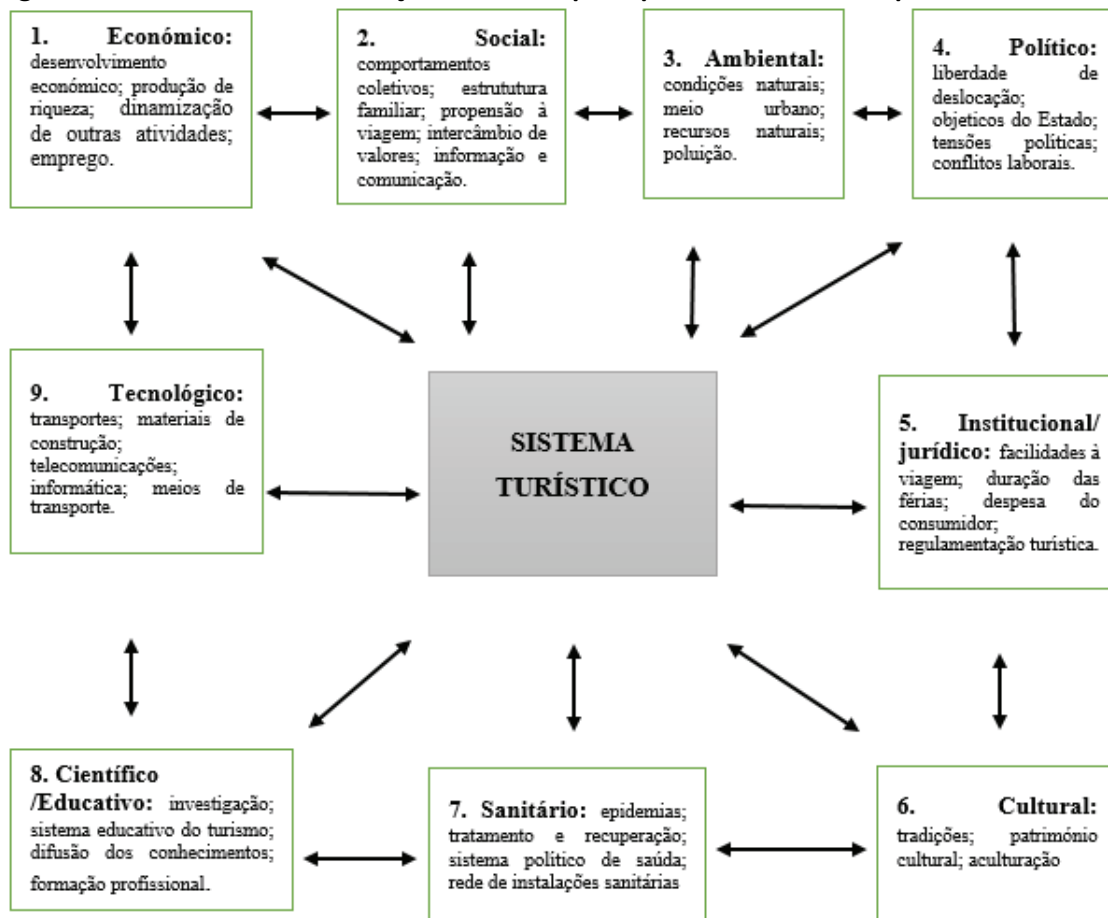 1. Económico:
desenvolvimento
económico; produção de
riqueza; dinamização
de outras atividades;
emprego.
2. Social:
comportamentos
coletivos; estrututura
familiar; propensão à
viagem; intercâmbio de
valores; informação e
comunicação.
3. Ambiental:
condições naturais;
meio urbano;
recursos naturais;
poluição.
4. Político:
liberdade de
deslocação;
objeticos do Estado;
tensões políticas;
conflitos laborais.
9. Tecnológico:
transportes; materiais de
construção;
telecomunicações;
informática; meios de
transporte.
SISTEMA
TURÍSTICO
5. Institucional/
jurídico: facilidades à
viagem; duração das
férias; despesa do
consumidor;
regulamentação turística.
8. Científico
/Educativo: investigação;
sistema educativo do turismo;
difusão dos conhecimentos;
formação profissional.
7. Sanitário: epidemias;
tratamento e recuperação;
sistema politico de saúda;
rede de instalações sanitárias
6. Cultural:
tradições; património
cultural; aculturação